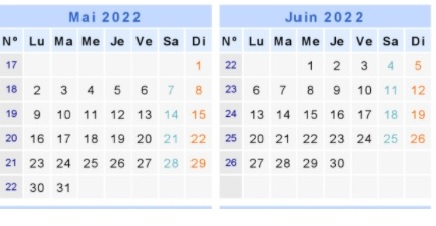 Mai 2022
N° Lu Ma Me Je Ve Sa Di
17 1
18 2 3 4 5 6 7 8
19 9 10 11 12 13 14 15
20 16 17 18 19 20 21 22
21 23 24 25 26 27 28 29
22 30 31
Juin 2022
N° Lu Ma Me Je Ve Sa Di
22 1 2 3 4 5
23 6 7 8 9 10 11 12
24 13 14 15 16 17 18 19
25 20 21 22 23 24 25 26
26 27 28 29 30